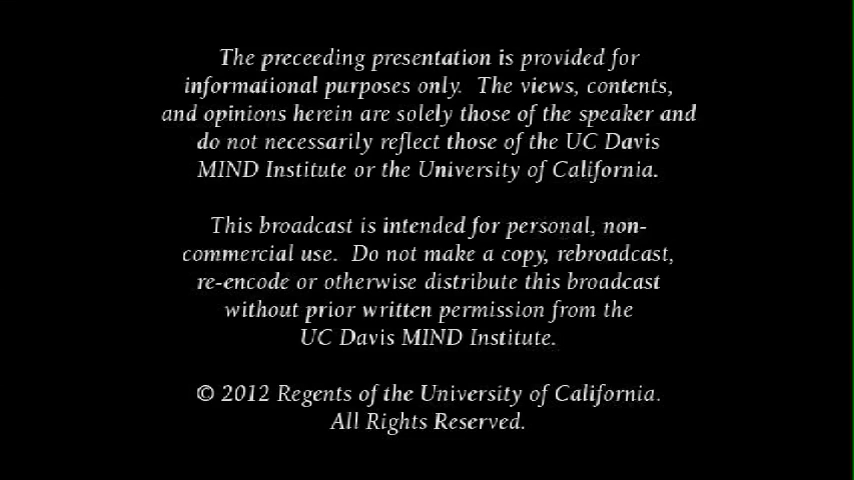 The preceeding presentation is provided for
informational purposes only.  The views, contents,
and opinions herein are solely those of the speaker and
do not necessarily reflect those of the UC Davis
MIND Institute or the University of California.
This broadcast is intended for personal, non-
commercial use.  Do not make a copy, rebroadcast,
re-encode or otherwise distribute this broadcast
without prior written permission from the
UC Davis MIND Institute.
© 2012 Regents of the University of California.
All Rights Reserved.